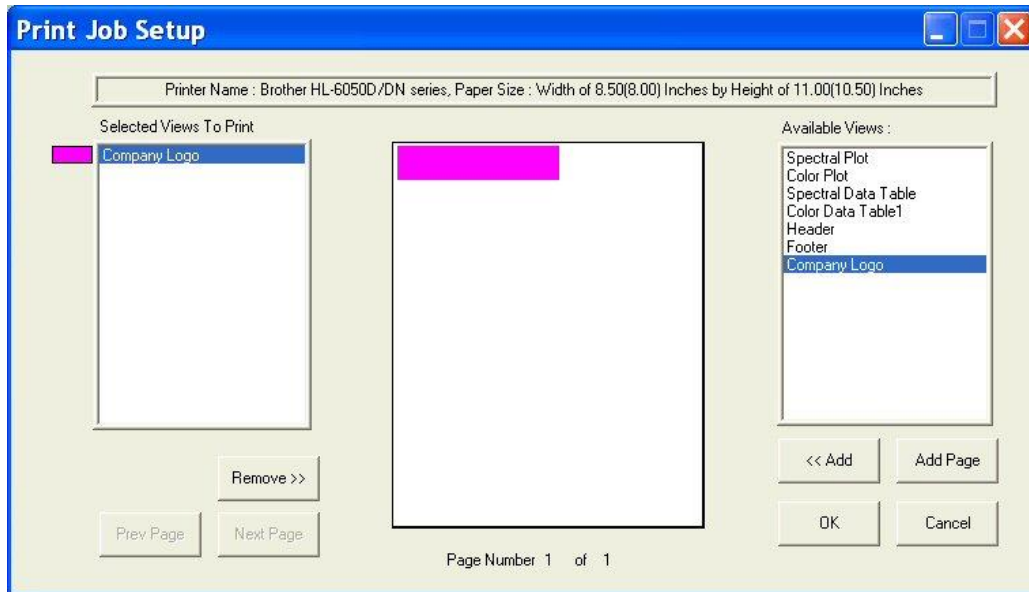 Print Job Setup
Printer Name : Brother HL-6050D/DN series, Paper Size : Width of 8.50(8.00) Inches by Height of 11.00(10.50) Inches
Selected Views To Print
Company Logo
Available Views :
Spectral Plot
Color Plot
Spectral Data Table
Color Data Table1
Header
Footer
Company Logo
Remove >>
Prev Page
Next Page
<< Add
Add Page
OK
Cancel
Page Number 1 of 1